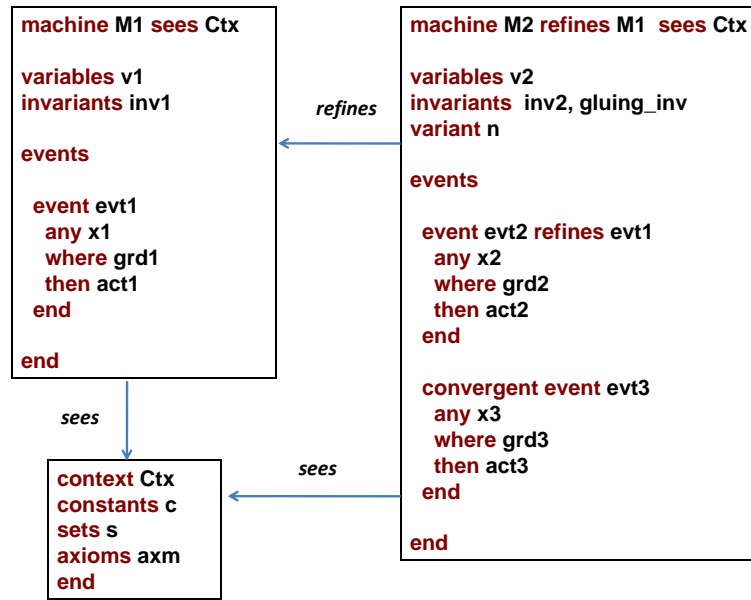 machine M1 sees Ctx
variables v1
invariants inv1
events
event evt1
any x1
where grd1
then act1
end
end
refines
machine M2 refines M1 sees Ctx
variables v2
invariants inv2, gluing_inv
variant n
events
event evt2 refines evt1
any x2
where grd2
then act2
end
convergent event evt3
any x3
where grd3
then act3
end
end
sees
sees
context Ctx
constants c
sets s
axioms axm
end